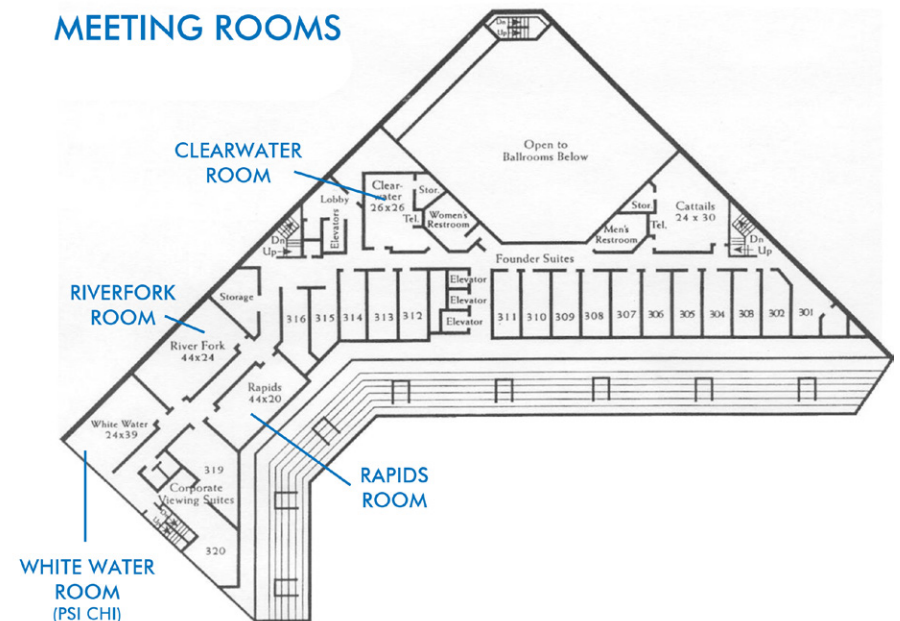 MEETING ROOMS
Dn
Up
Open to
Ballrooms Below
CLEARWATER
ROOM
Clear-
water
26x26
Stor.
Lobby
Elevators
Tel.
Women's
Restroom
Stor.
Cattails
24 x 30
Tel.
Men's
Restroom
Dn
Up
Dn
Up
Founder Suites
RIVERFORK
ROOM
Storage
316
315
314
313
312
Elevator
Elevator
Elevator
311
310
309
308
307
306
305
304
303
302
301
River Fork
44x24
Rapids
44x20
White Water
24x39
319
Corporate
Viewing Suites
Up
320
RAPIDS
ROOM
WHITE WATER
ROOM
(PSI CHI)